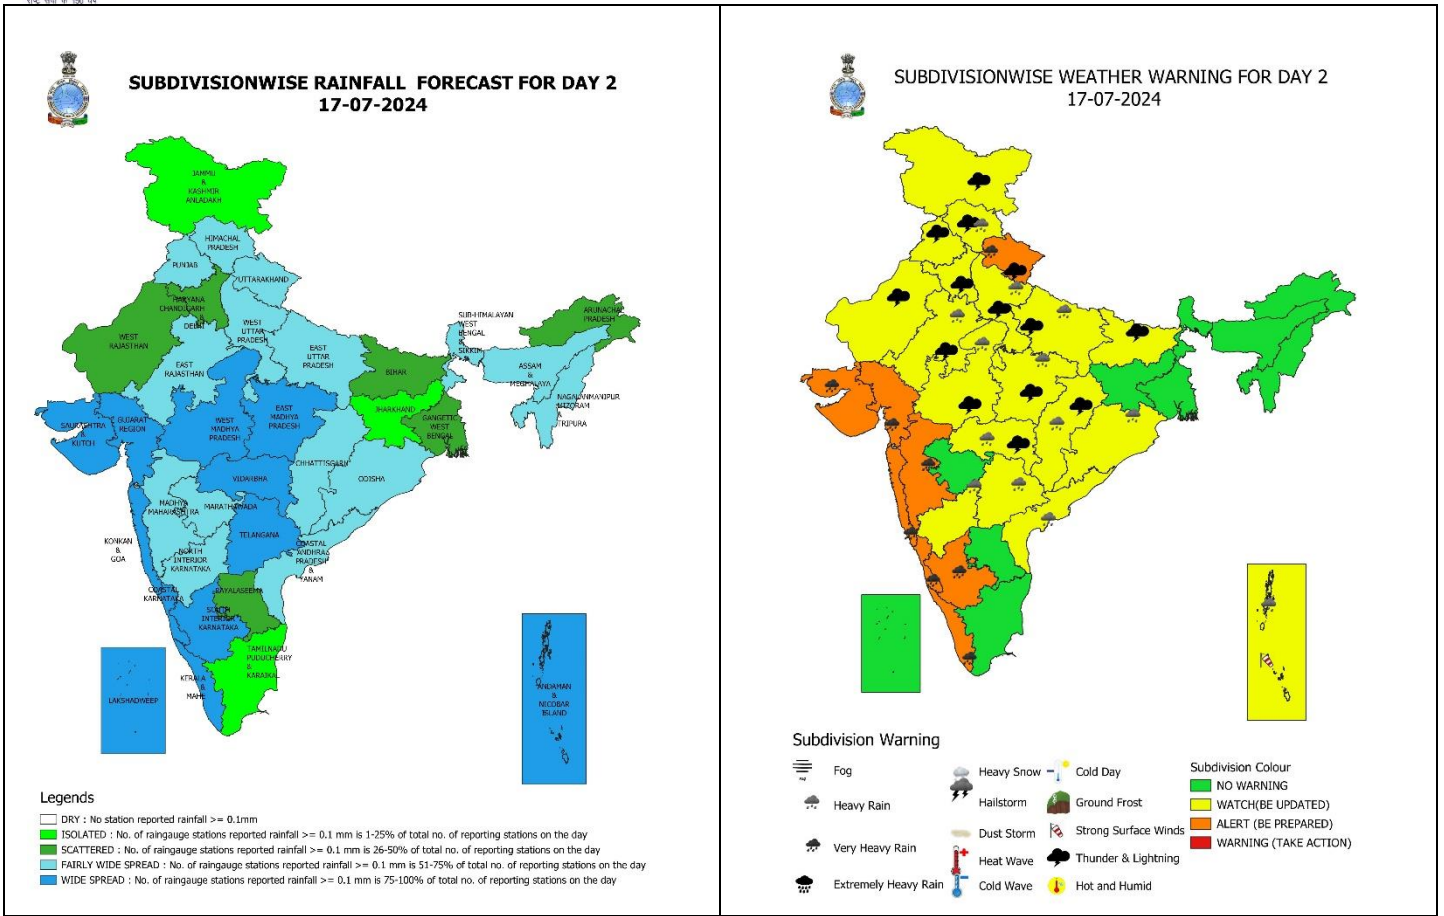 राष्ट्र सेवा के 150 वर्ष
SUBDIVISIONWISE RAINFALL FORECAST FOR DAY 2
17-07-2024
JAMMU
&
KASHMIR
ANLADAKH
HIMACHAL
PRADESH
PUNJAB
UTTARAKHAND
HARYANA
CHANDIGARH
&
DELHI
WEST
RAJASTHAN
WEST
UTTAR
PRADESH
EAST
RAJASTHAN
EAST
UTTAR
PRADESH
SUB-HIMALAYAN
WEST
BENGAL
&
SIKKIM
ARUNACHAL
PRADESH
BIHAR
ASSAM
&
MEGHALAYA
NAGALANMANIPUR
MIZORAM
&
TRIPURA
JHARKHAND
GANGETIC
WEST
BENGAL
SAURASHTRA
&
KUTCH
GUJARAT
REGION
WEST
MADHYA
PRADESH
EAST
MADHYA
PRADESH
CHHATTISGARH
ODISHA
VIDARBHA
MADHYA
MAHARASHTRA
MARATHAWADA
TELANGANA
KONKAN
&
GOA
NORTH
INTERIOR
KARNATAKA
COASTAL
ANDHRA
PRADESH
&
YANAM
COASTAL
KARNATAKA
RAYALASEEMA
SOUTH
INTERIOR
KARNATAKA
TAMILNADU
PUDUCHERRY
&
KARAIKAL
KERALA
&
MAHE
LAKSHADWEEP
ANDAMAN
&
NICOBAR
ISLAND
Legends
DRY : No station reported rainfall >= 0.1mm
ISOLATED : No. of raingauge stations reported rainfall >= 0.1 mm is 1-25% of total no. of reporting stations on the day
SCATTERED : No. of raingauge stations reported rainfall >= 0.1 mm is 26-50% of total no. of reporting stations on the day
FAIRLY WIDE SPREAD : No. of raingauge stations reported rainfall >= 0.1 mm is 51-75% of total no. of reporting stations on the day
WIDE SPREAD : No. of raingauge stations reported rainfall >= 0.1 mm is 75-100% of total no. of reporting stations on the day
SUBDIVISIONWISE WEATHER WARNING FOR DAY 2
17-07-2024
Subdivision Warning
Fog
Heavy Rain
Very Heavy Rain
Extremely Heavy Rain
Heavy Snow
Hailstorm
Dust Storm
Heat Wave
Cold Wave
Cold Day
Ground Frost
Strong Surface Winds
Thunder & Lightning
Hot and Humid
Subdivision Colour
NO WARNING
WATCH(BE UPDATED)
ALERT (BE PREPARED)
WARNING (TAKE ACTION)